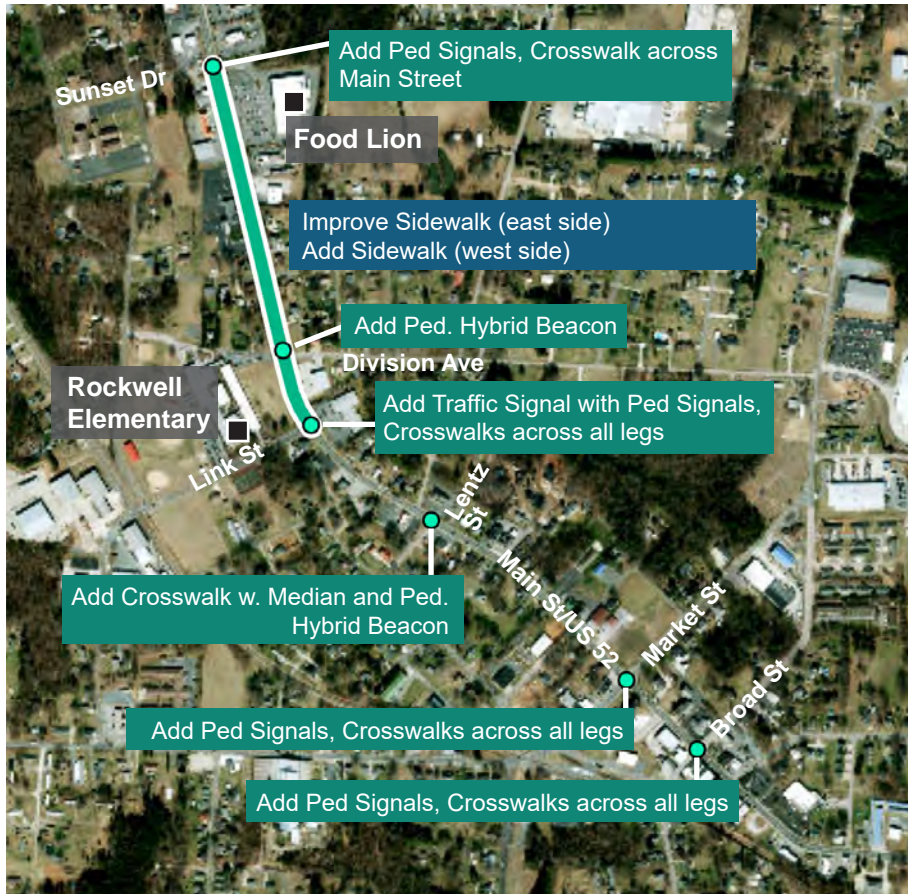 Add Ped Signals, Crosswalk across
Main Street
Sunset Dr
Food Lion
Improve Sidewalk (east side)
Add Sidewalk (west side)
Add Ped. Hybrid Beacon
Division Ave
Rockwell
Elementary
Add Traffic Signal with Ped Signals,
Crosswalks across all legs
Link St
Lentz
St
Add Crosswalk w. Median and Ped.
Hybrid Beacon
Main St/US 52
Market St
Broad St
Add Ped Signals, Crosswalks across all legs
Add Ped Signals, Crosswalks across all legs